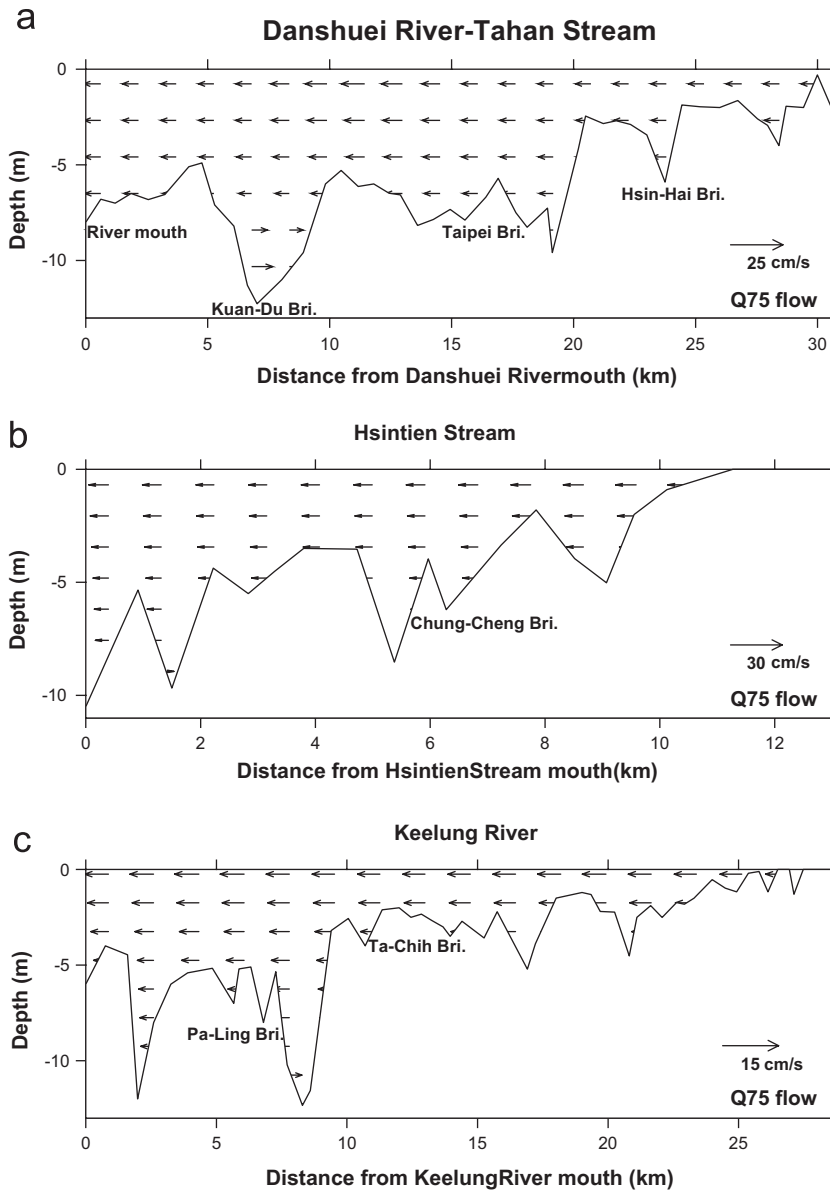 a
Danshuei River-Tahan Stream
0
-5
-10
Depth (m)
River mouth
Kuan-Du Bri.
Taipei Bri.
Hsin-Hai Bri.
25 cm/s
Q75 flow
0 5 10 15 20 25 30
Distance from Danshuei Rivermouth (km)
b
Hsintien Stream
0
-5
-10
Depth (m)
Chung-Cheng Bri.
30 cm/s
Q75 flow
0 2 4 6 8 10 12
Distance from HsintienStream mouth(km)
c
Keelung River
0
-5
-10
Depth (m)
Ta-Chih Bri.
Pa-Ling Bri.
15 cm/s
Q75 flow
0 5 10 15 20 25
Distance from KeelungRiver mouth (km)